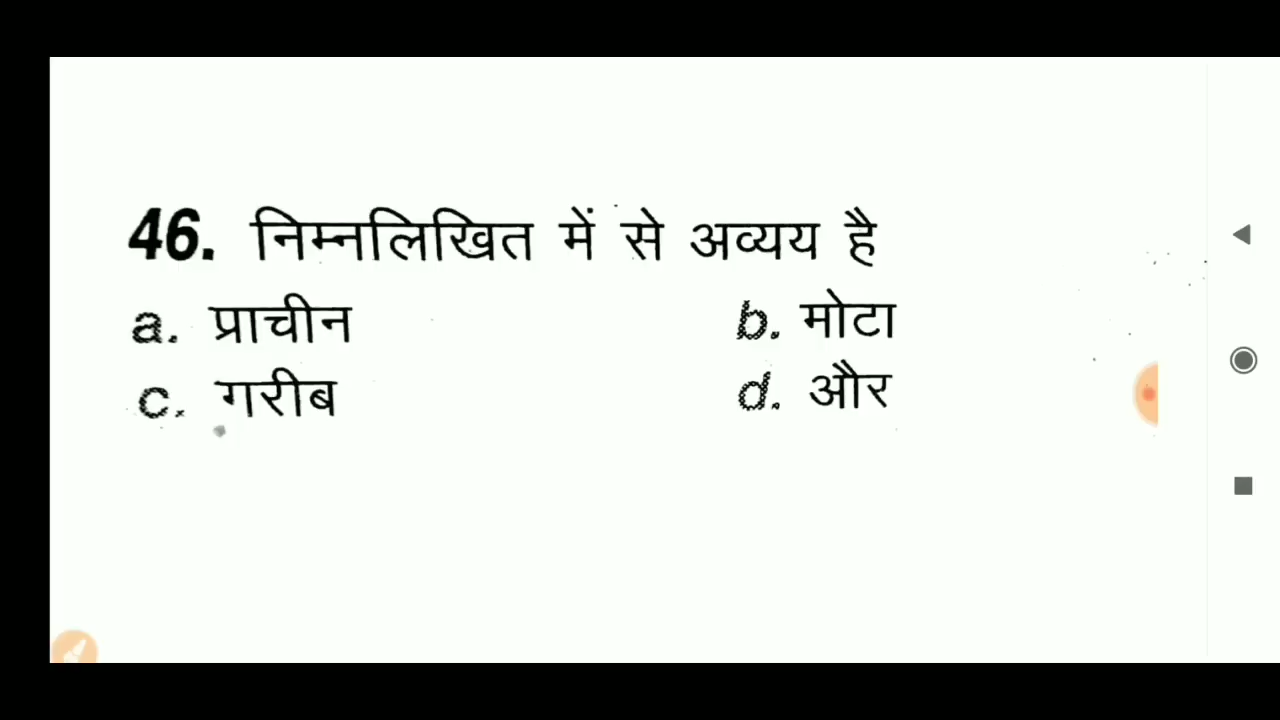 46. निम्नलिखित में से अव्यय है
a. प्राचीन b. मोटा
c. गरीब d. और